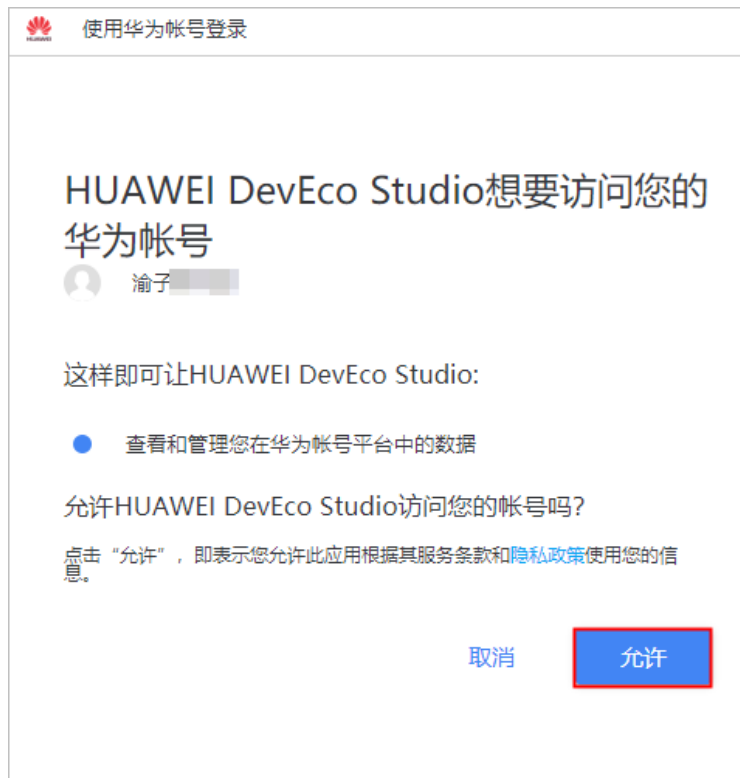 HUAWEI
使用华为帐号登录
HUAWEI DevEco Studio想要访问您的
华为帐号
渝子
这样即可让HUAWEI DevEco Studio:
查看和管理您在华为帐号平台中的数据
允许HUAWEI DevEco Studio访问您的帐号吗?
点击“允许”，即表示您允许此应用根据其服务条款和隐私政策使用您的信
息。
取消
允许